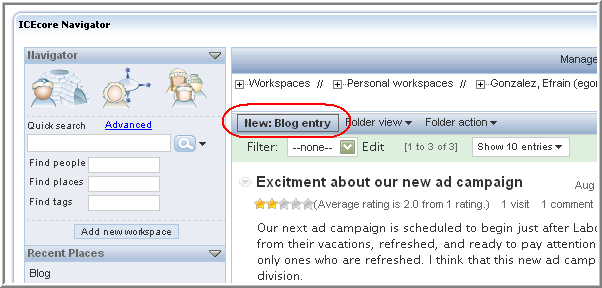 ICEcore Navigator
Navigator
Quick search Advanced
Find people
Find places
Find tags
Add new workspace
Recent Places
Blog
Manage
Workspaces // Personal workspaces // Gonzalez, Efrain (egor
New: Blog entry Folder view Folder action
Filter: --none-- Edit [1 to 3 of 3] Show 10 entries
Excitment about our new ad campaign Aug
(Average rating is 2.0 from 1 rating.) 1 visit 1 comment
Our next ad campaign is scheduled to begin just after Labo
from their vacations, refreshed, and ready to pay attention
only ones who are refreshed. I think that this new ad camp
division.